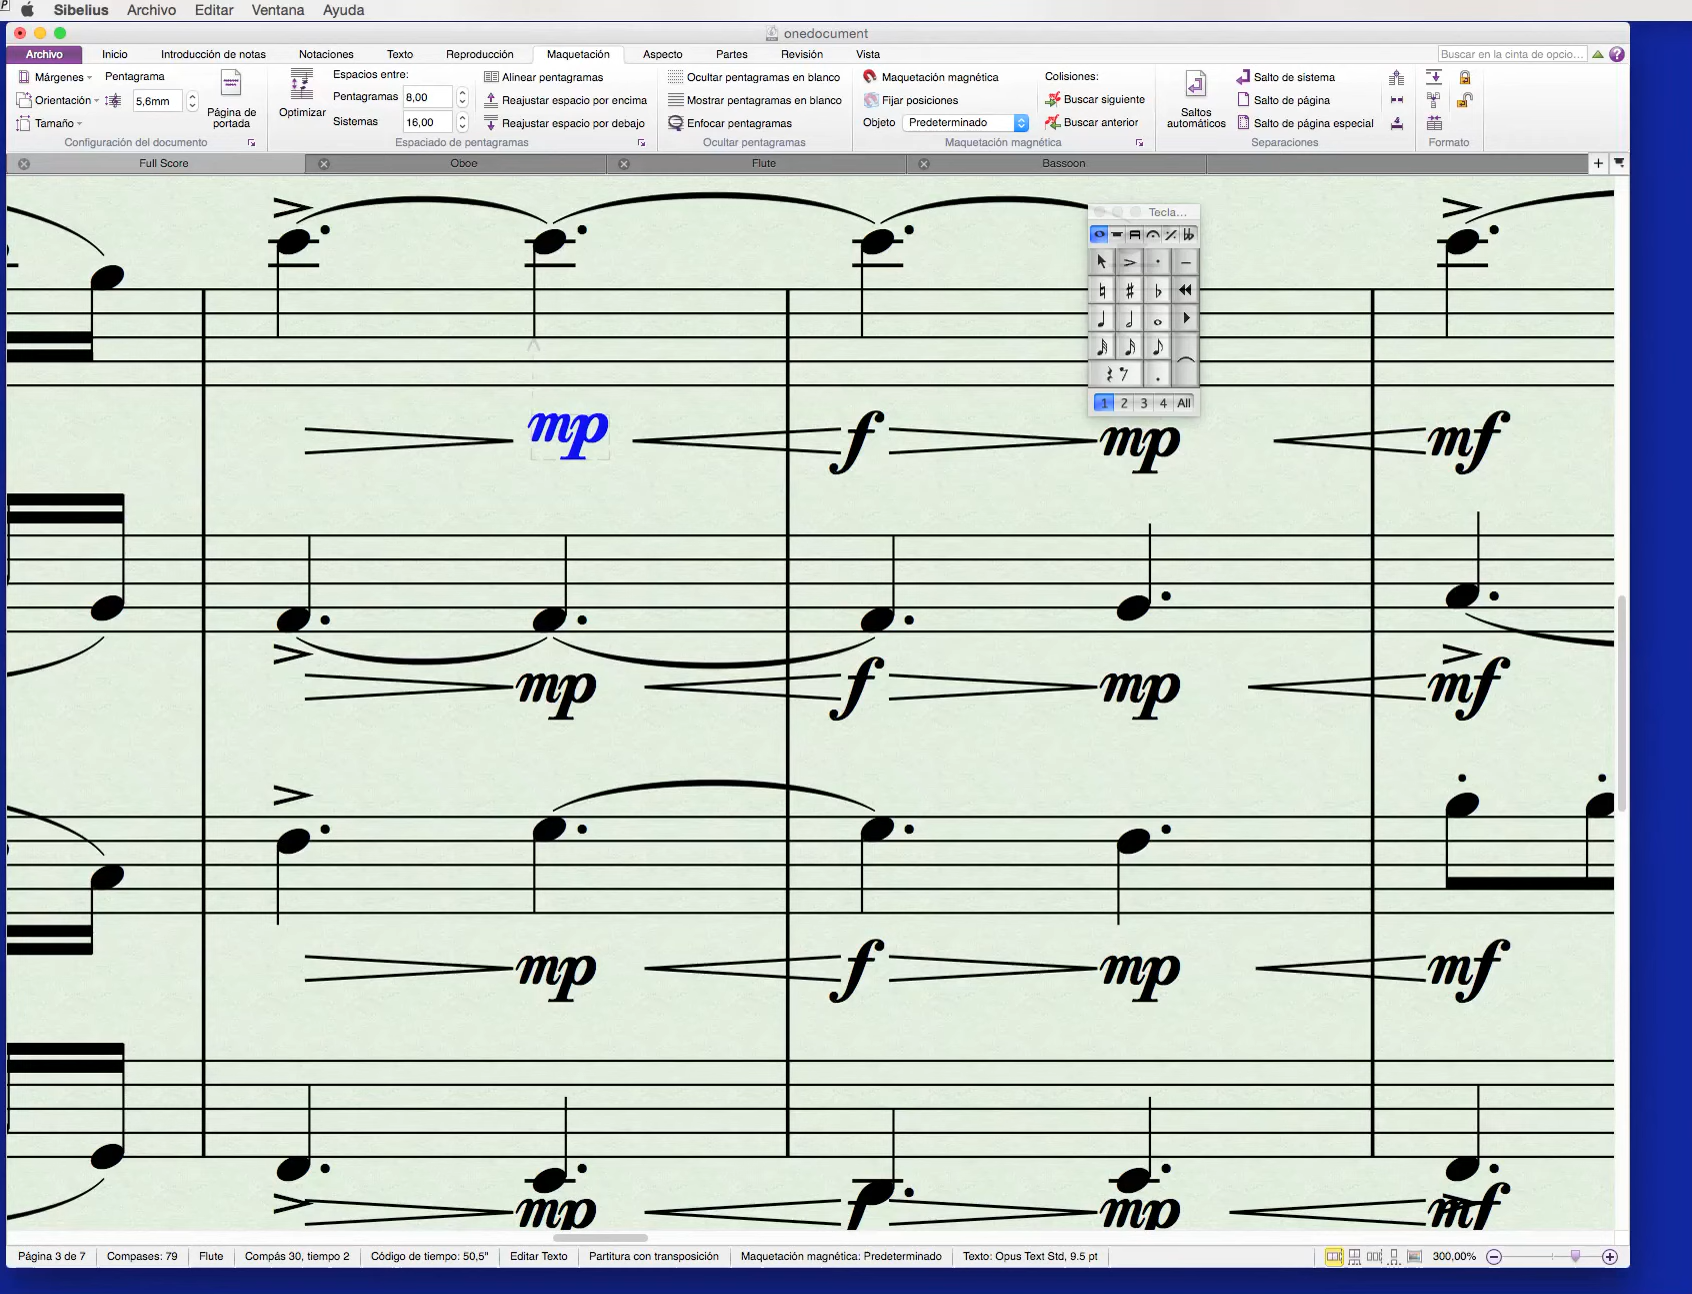 Sibelius Archivo Editar Ventana Ayuda
onedocument
Archivo Inicio Introducción de notas Notaciones Texto Reproducción Maquetación Aspecto Partes Revisión Vista
Buscar en la cinta de opcio...
Márgenes
Orientación
Tamaño
Pentagrama
5,6mm
Página de
portada
Configuración del documento
Optimizar
Espacios entre:
Pentagramas 8,00
Sistemas 16,00
Alinear pentagramas
Reajustar espacio por encima
Reajustar espacio por debajo
Espaciado de pentagramas
Ocultar pentagramas en blanco
Mostrar pentagramas en blanco
Enfocar pentagramas
Ocultar pentagramas
Maquetación magnética
Fijar posiciones
Objeto Predeterminado
Colisiones:
Buscar siguiente
Buscar anterior
Maquetación magnética
Saltos
automáticos
Salto de sistema
Salto de página
Salto de página especial
Separaciones
Formato
Full Score Oboe Flute Bassoon
Tecla...
1 2 3 4 All
mp f mp mf
mp f mp mf
mp f mp mf
mp f mp mf
Página 3 de 7 Compases: 79 Flute Compás 30, tiempo 2 Código de tiempo: 50,5" Editar Texto Partitura con transposición Maquetación magnética: Predeterminado Texto: Opus Text Std, 9.5 pt 300,00%